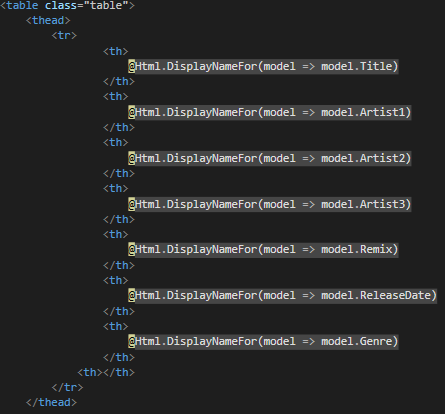 <table class="table">
<thead>
<tr>
<th>
@Html.DisplayNameFor(model => model.Title)
</th>
<th>
@Html.DisplayNameFor(model => model.Artist1)
</th>
<th>
@Html.DisplayNameFor(model => model.Artist2)
</th>
<th>
@Html.DisplayNameFor(model => model.Artist3)
</th>
<th>
@Html.DisplayNameFor(model => model.Remix)
</th>
<th>
@Html.DisplayNameFor(model => model.ReleaseDate)
</th>
<th>
@Html.DisplayNameFor(model => model.Genre)
</th>
<th></th>
</tr>
</thead>